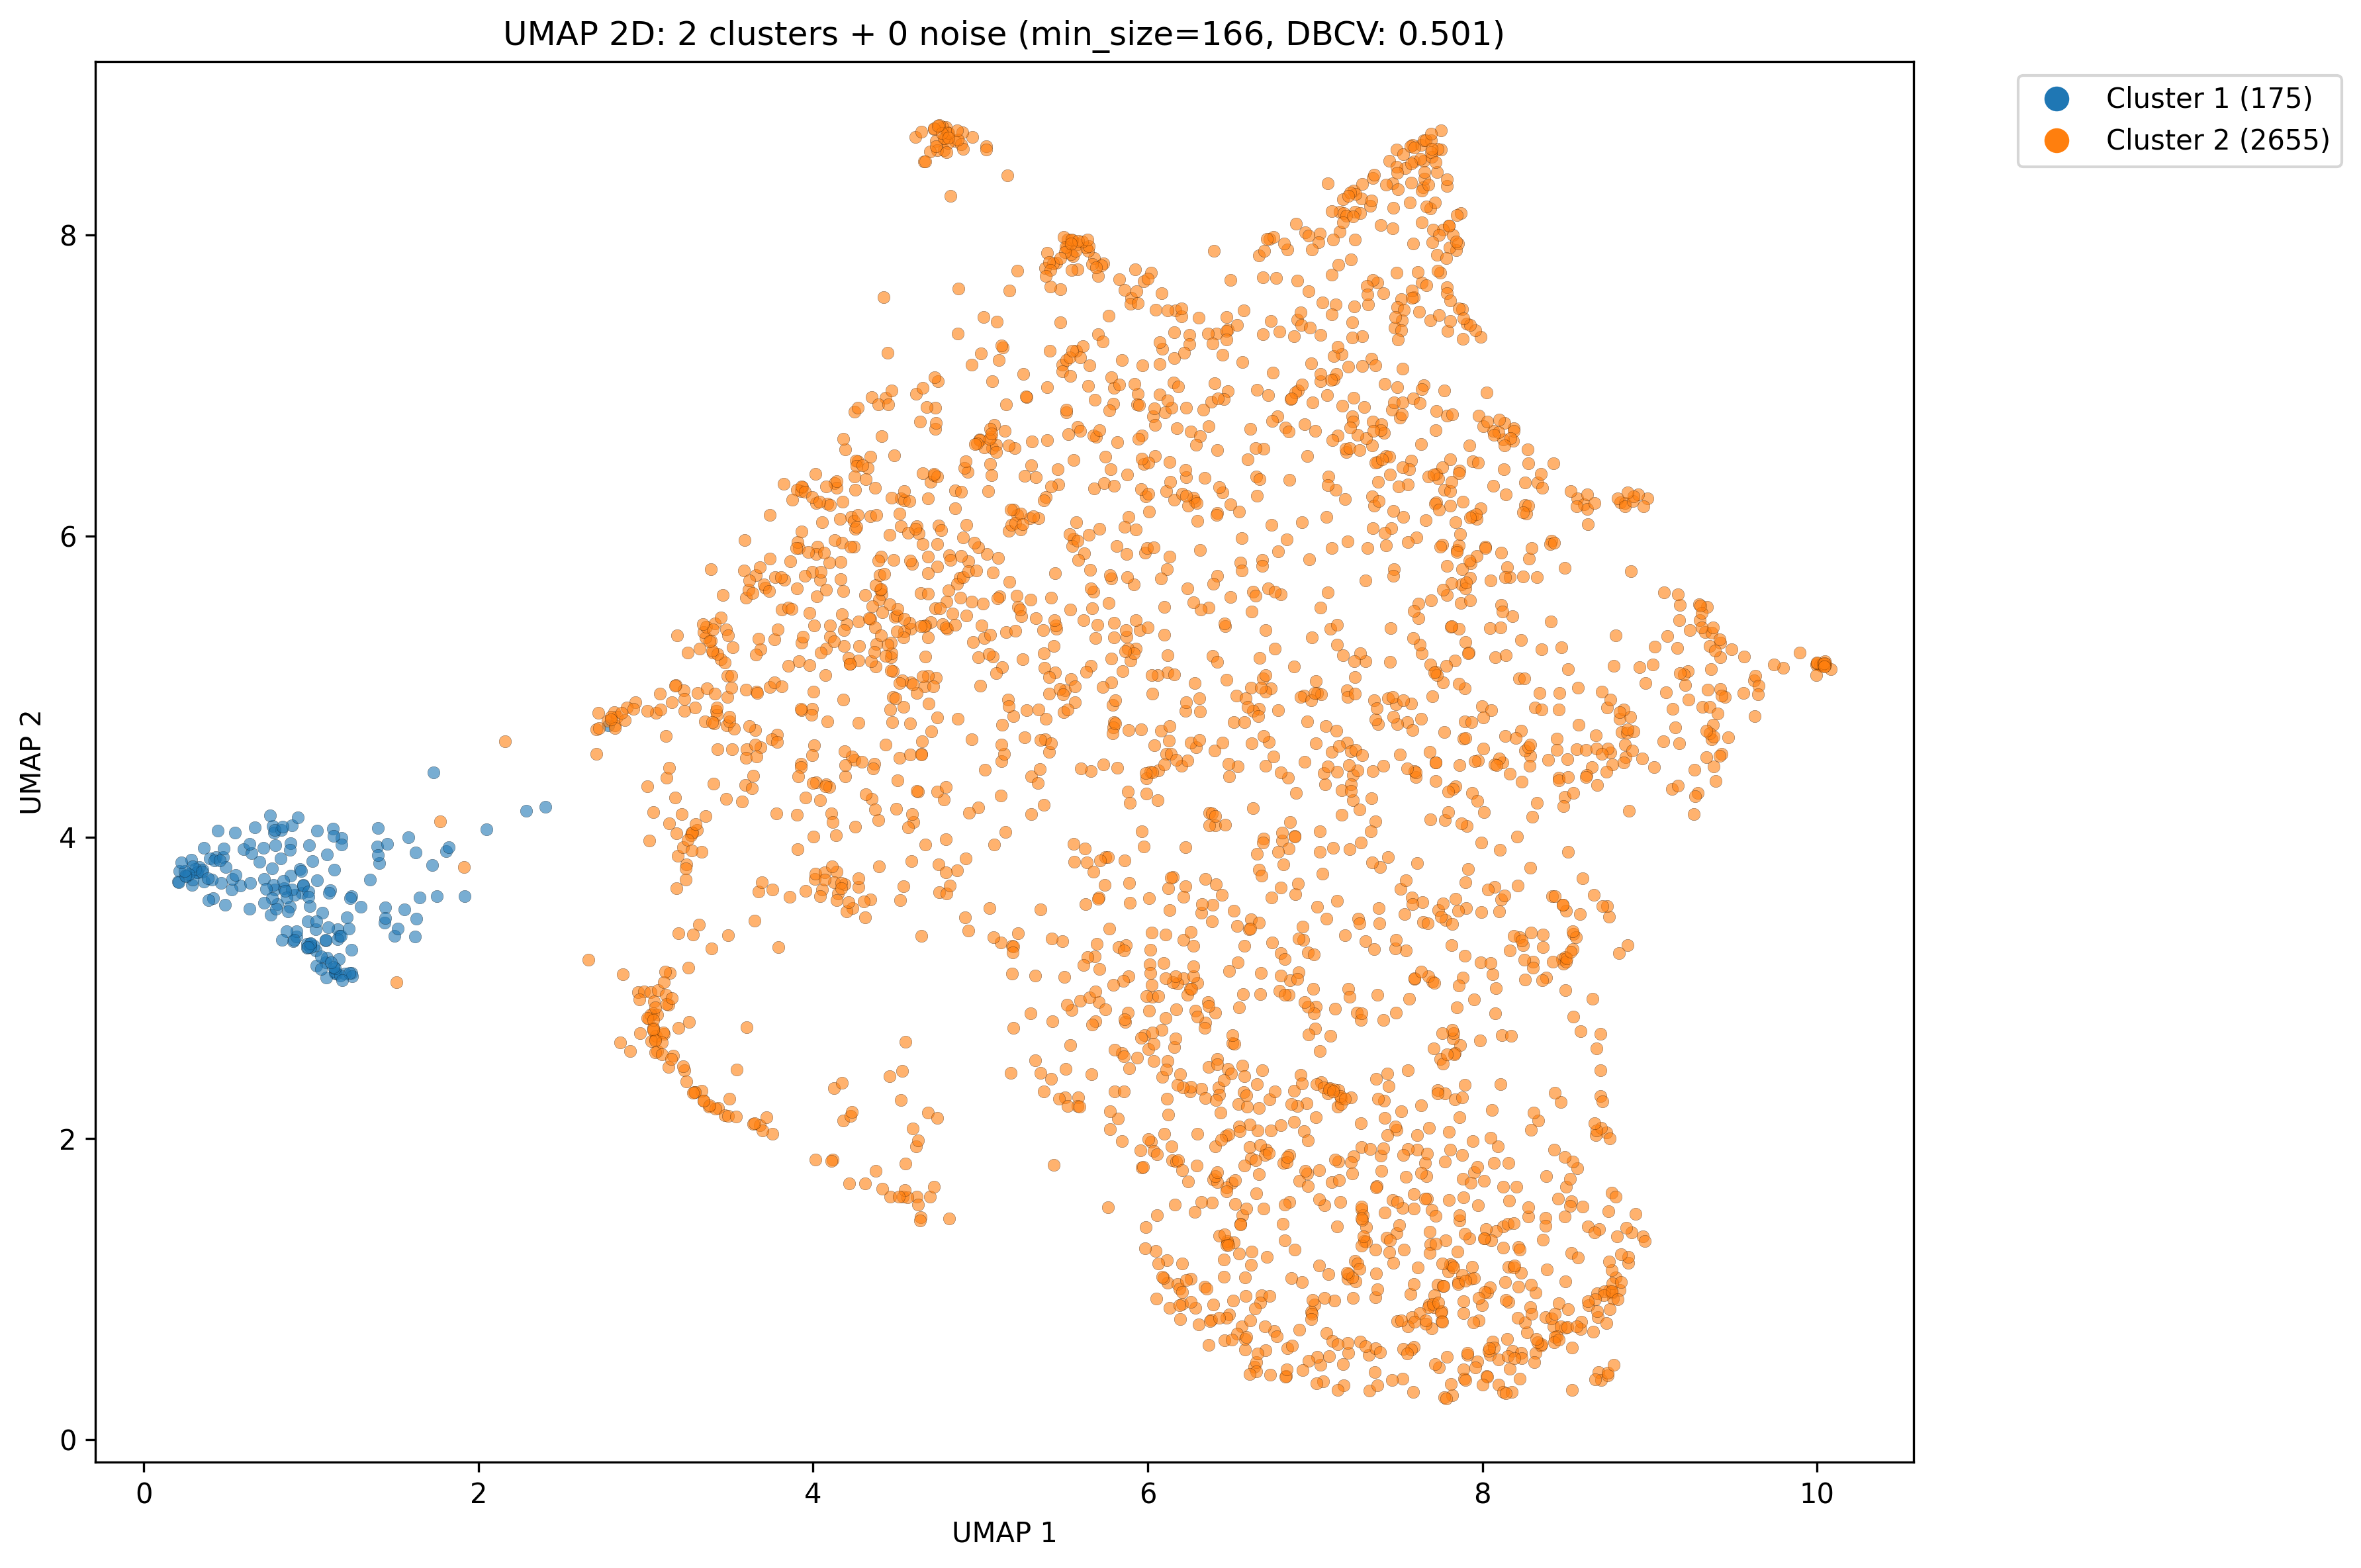 UMAP 2D: 2 clusters + 0 noise (min_size=166, DBCV: 0.501)
Cluster 1 (175)
Cluster 2 (2655)
8
6
4
2
0
UMAP 2
0 2 4 6 8 10
UMAP 1